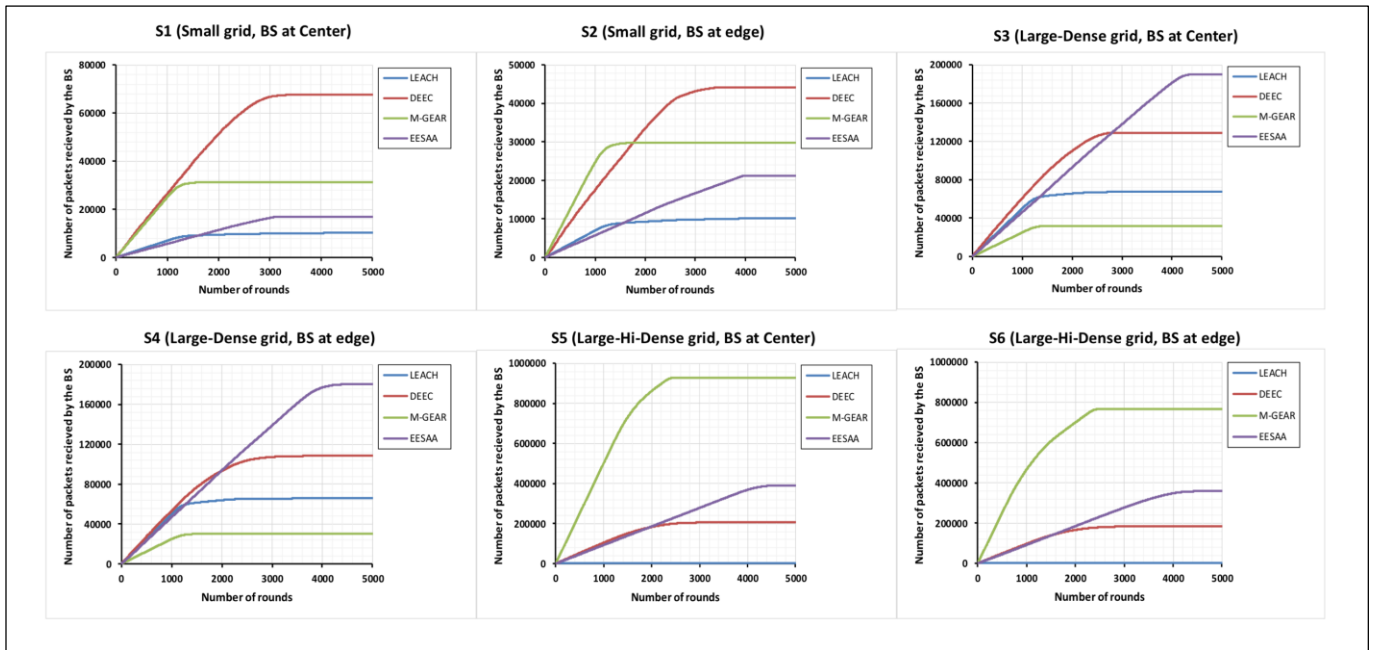 S1 (Small grid, BS at Center)
Number of packets recieved by the BS
80000
60000
40000
20000
0
0 1000 2000 3000 4000 5000
Number of rounds
LEACH
DEEC
M-GEAR
EESAA
S2 (Small grid, BS at edge)
Number of packets recieved by the BS
50000
40000
30000
20000
10000
0
0 1000 2000 3000 4000 5000
Number of rounds
LEACH
DEEC
M-GEAR
EESAA
S3 (Large-Dense grid, BS at Center)
Number of packets recieved by the BS
200000
160000
120000
80000
40000
0
0 1000 2000 3000 4000 5000
Number of rounds
LEACH
DEEC
M-GEAR
EESAA
S4 (Large-Dense grid, BS at edge)
Number of packets recieved by the BS
200000
160000
120000
80000
40000
0
0 1000 2000 3000 4000 5000
Number of rounds
LEACH
DEEC
M-GEAR
EESAA
S5 (Large-Hi-Dense grid, BS at Center)
Number of packets recieved by the BS
1000000
800000
600000
400000
200000
0
0 1000 2000 3000 4000 5000
Number of rounds
LEACH
DEEC
M-GEAR
EESAA
S6 (Large-Hi-Dense grid, BS at edge)
Number of packets recieved by the BS
1000000
800000
600000
400000
200000
0
0 1000 2000 3000 4000 5000
Number of rounds
LEACH
DEEC
M-GEAR
EESAA